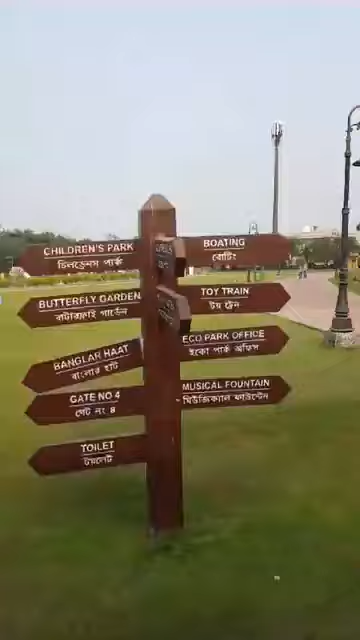 CHILDREN'S PARK
চিলড্রেনস পার্ক
BOATING
বোটিং
BUTTERFLY GARDEN
বাটারফ্লাই গার্ডেন
TOY TRAIN
টয় ট্রেন
BANGLAR HAAT
বাংলার হাট
ECO PARK OFFICE
ইকো পার্ক অফিস
GATE NO 4
গেট নং ৪
MUSICAL FOUNTAIN
মিউজিক্যাল ফাউন্টেন
TOILET
টয়লেট